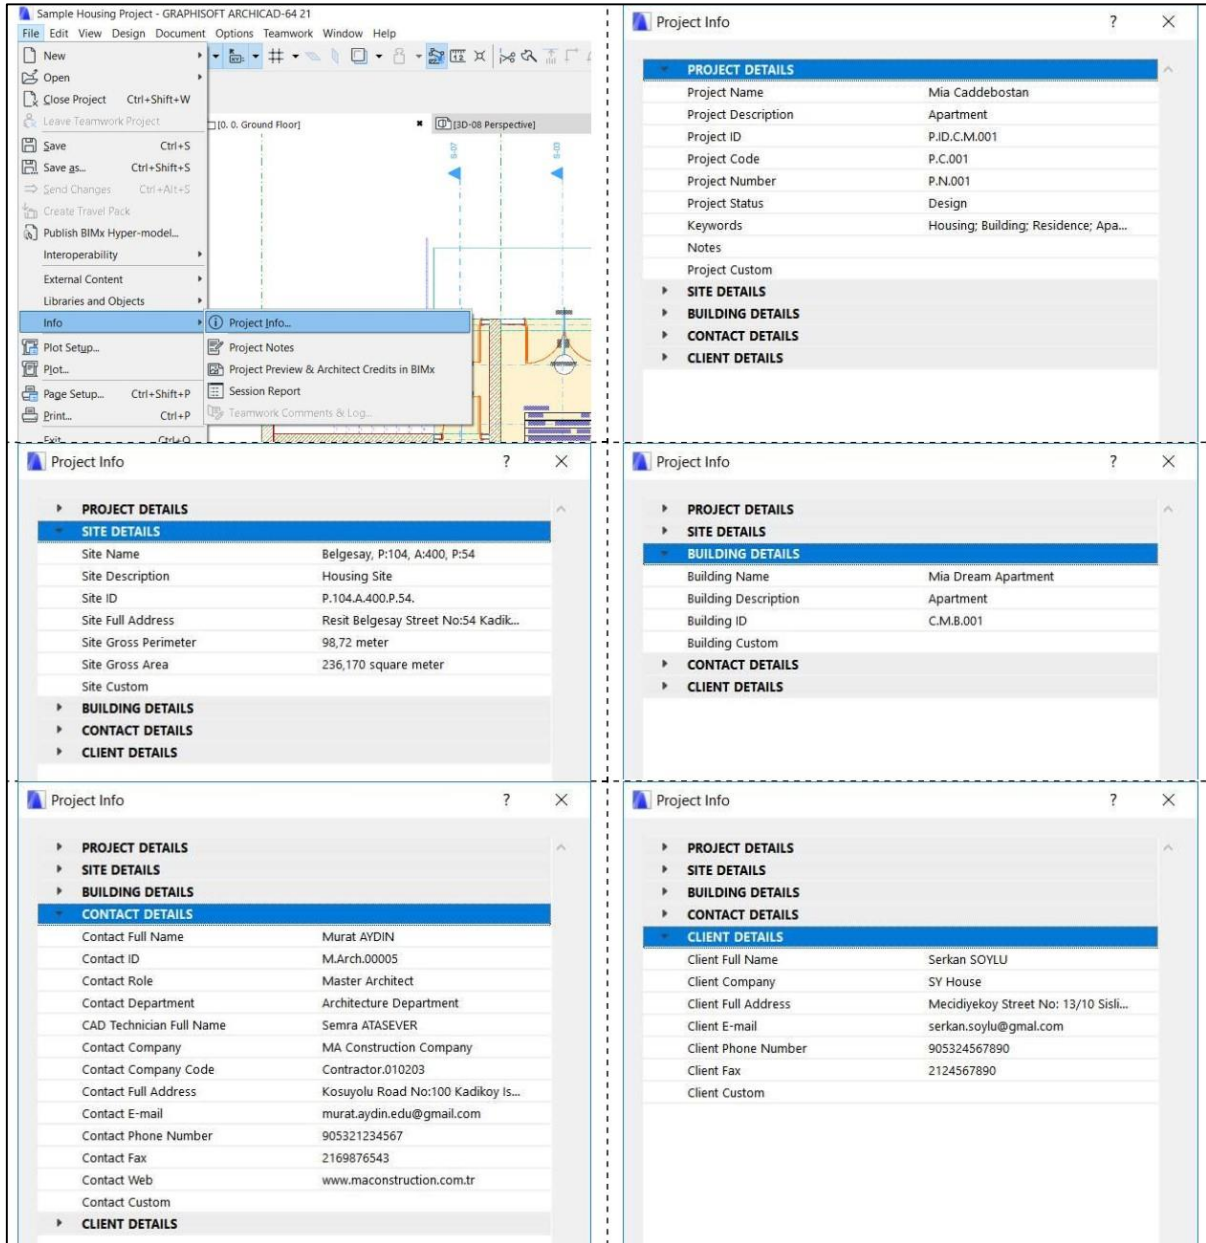 Sample Housing Project - GRAPHISOFT ARCHICAD-64 21
File Edit View Design Document Options Teamwork Window Help
New
Open
Close Project Ctrl+Shift+W
Leave Teamwork Project
[0. 0. Ground Floor]
[3D-08 Perspective]
Save Ctrl+S
Save as... Ctrl+Shift+S
Send Changes Ctrl+Alt+S
Create Travel Pack
Publish BIMx Hyper-model...
Interoperability
External Content
Libraries and Objects
Info
Project Info...
Plot Setup...
Project Notes
Plot...
Project Preview & Architect Credits in BIMx
Page Setup... Ctrl+Shift+P
Session Report
Print... Ctrl+P
Teamwork Comments & Log...
Exit Ctrl+Q
S-07
S-03
Project Info ? X
PROJECT DETAILS
Project Name Mia Caddebostan
Project Description Apartment
Project ID P.ID.C.M.001
Project Code P.C.001
Project Number P.N.001
Project Status Design
Keywords Housing; Building; Residence; Apa...
Notes
Project Custom
SITE DETAILS
BUILDING DETAILS
CONTACT DETAILS
CLIENT DETAILS
Project Info ? X
PROJECT DETAILS
SITE DETAILS
Site Name Belgesay, P:104, A:400, P:54
Site Description Housing Site
Site ID P.104.A.400.P.54.
Site Full Address Resit Belgesay Street No:54 Kadik...
Site Gross Perimeter 98,72 meter
Site Gross Area 236,170 square meter
Site Custom
BUILDING DETAILS
CONTACT DETAILS
CLIENT DETAILS
Project Info ? X
PROJECT DETAILS
SITE DETAILS
BUILDING DETAILS
Building Name Mia Dream Apartment
Building Description Apartment
Building ID C.M.B.001
Building Custom
CONTACT DETAILS
CLIENT DETAILS
Project Info ? X
PROJECT DETAILS
SITE DETAILS
BUILDING DETAILS
CONTACT DETAILS
Contact Full Name Murat AYDIN
Contact ID M.Arch.00005
Contact Role Master Architect
Contact Department Architecture Department
CAD Technician Full Name Semra ATASEVER
Contact Company MA Construction Company
Contact Company Code Contractor.010203
Contact Full Address Kosuyolu Road No:100 Kadikoy Is...
Contact E-mail murat.aydin.edu@gmail.com
Contact Phone Number 905321234567
Contact Fax 2169876543
Contact Web www.maconstruction.com.tr
Contact Custom
CLIENT DETAILS
Project Info ? X
PROJECT DETAILS
SITE DETAILS
BUILDING DETAILS
CONTACT DETAILS
CLIENT DETAILS
Client Full Name Serkan SOYLU
Client Company SY House
Client Full Address Mecidiyekoy Street No: 13/10 Sisli...
Client E-mail serkan.soylu@gmal.com
Client Phone Number 905324567890
Client Fax 2124567890
Client Custom